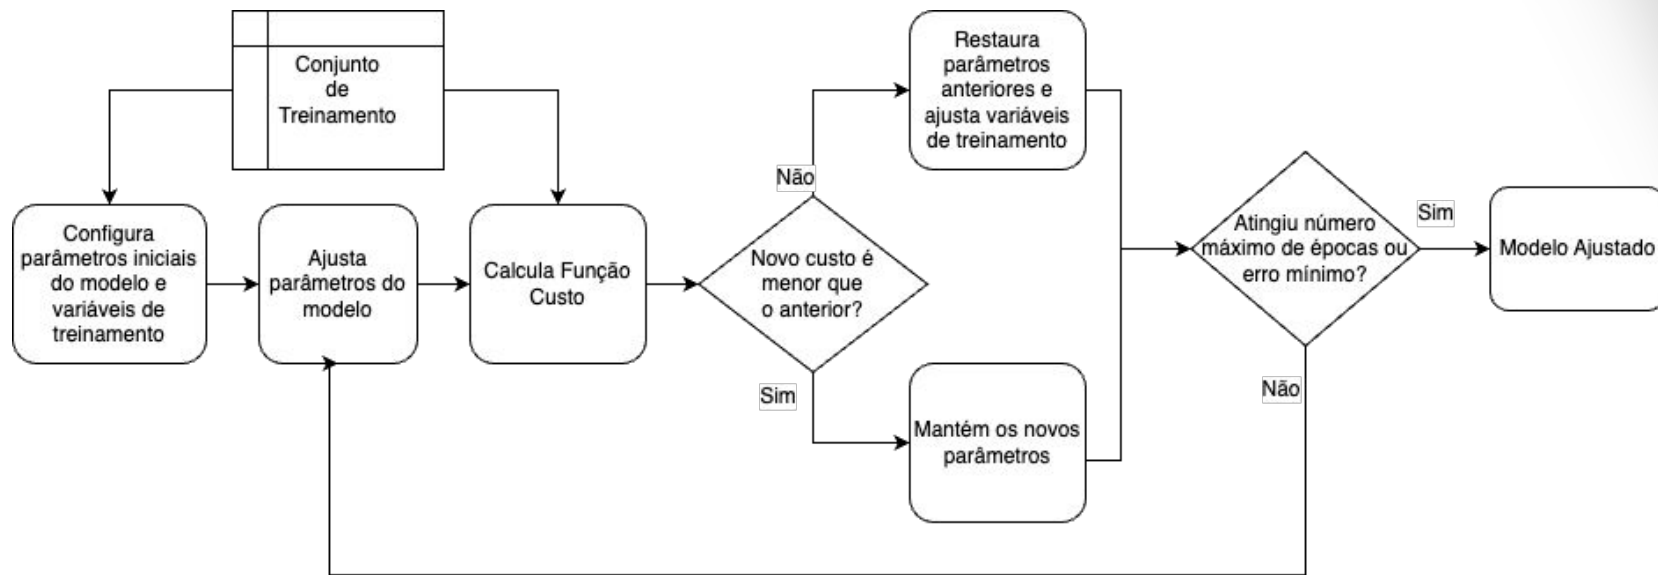 Conjunto
de
Treinamento
Configura
parâmetros iniciais
do modelo e
variáveis de
treinamento
Ajusta
parâmetros do
modelo
Calcula Função
Custo
Novo custo é
menor que
o anterior?
Não
Sim
Restaura
parâmetros
anteriores e
ajusta variáveis
de treinamento
Mantém os novos
parâmetros
Atingiu número
máximo de épocas ou
erro mínimo?
Sim
Não
Modelo Ajustado